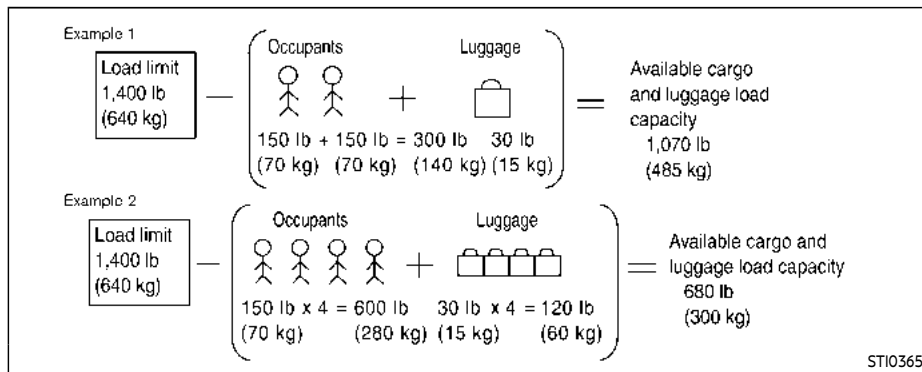 Example 1
Load limit
1,400 lb
(640 kg)
Occupants
Luggage
150 lb + 150 lb = 300 lb 30 lb
(70 kg) (70 kg) (140 kg) (15 kg)
Available cargo
and luggage load
capacity
1,070 lb
(485 kg)
Example 2
Load limit
1,400 lb
(640 kg)
Occupants
Luggage
150 lb x 4 = 600 lb 30 lb x 4 = 120 lb
(70 kg) (280 kg) (15 kg) (60 kg)
Available cargo and
luggage load capacity
680 lb
(300 kg)
STI0365